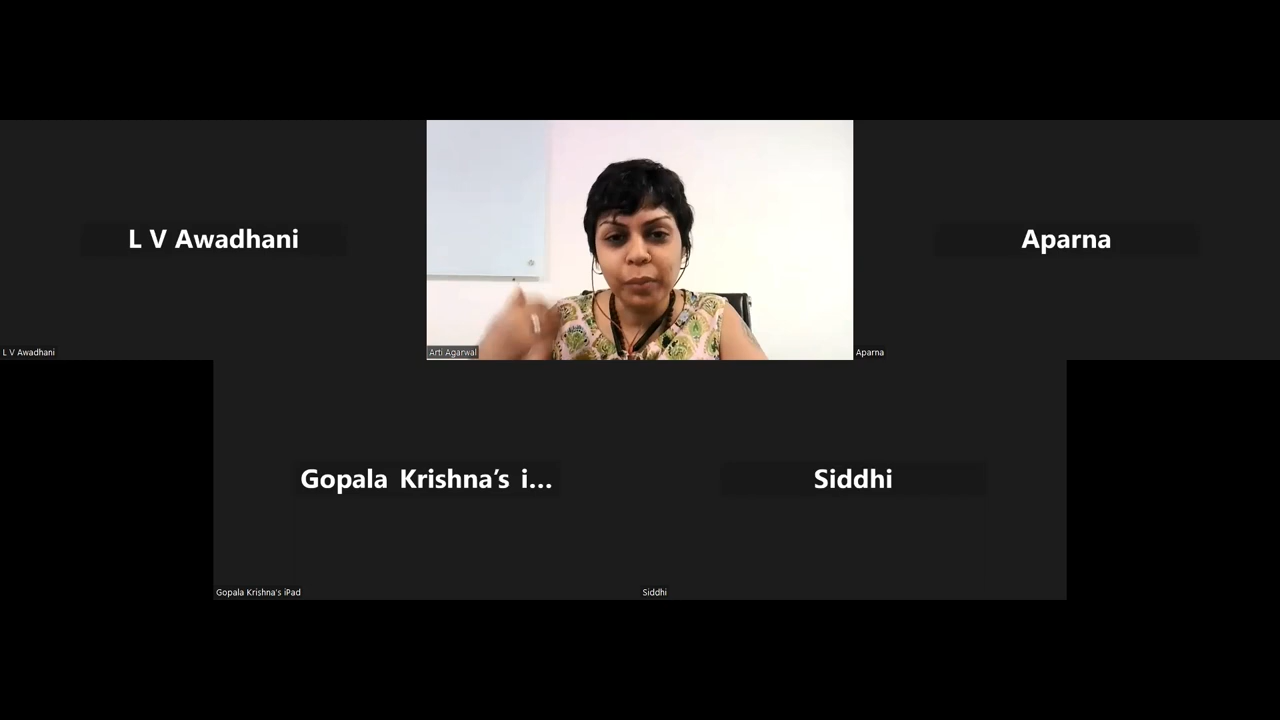 L V Awadhani
Aparna
L V Awadhani
Arti Agarwal
Aparna
Gopala Krishna’s i...
Siddhi
Gopala Krishna's iPad
Siddhi